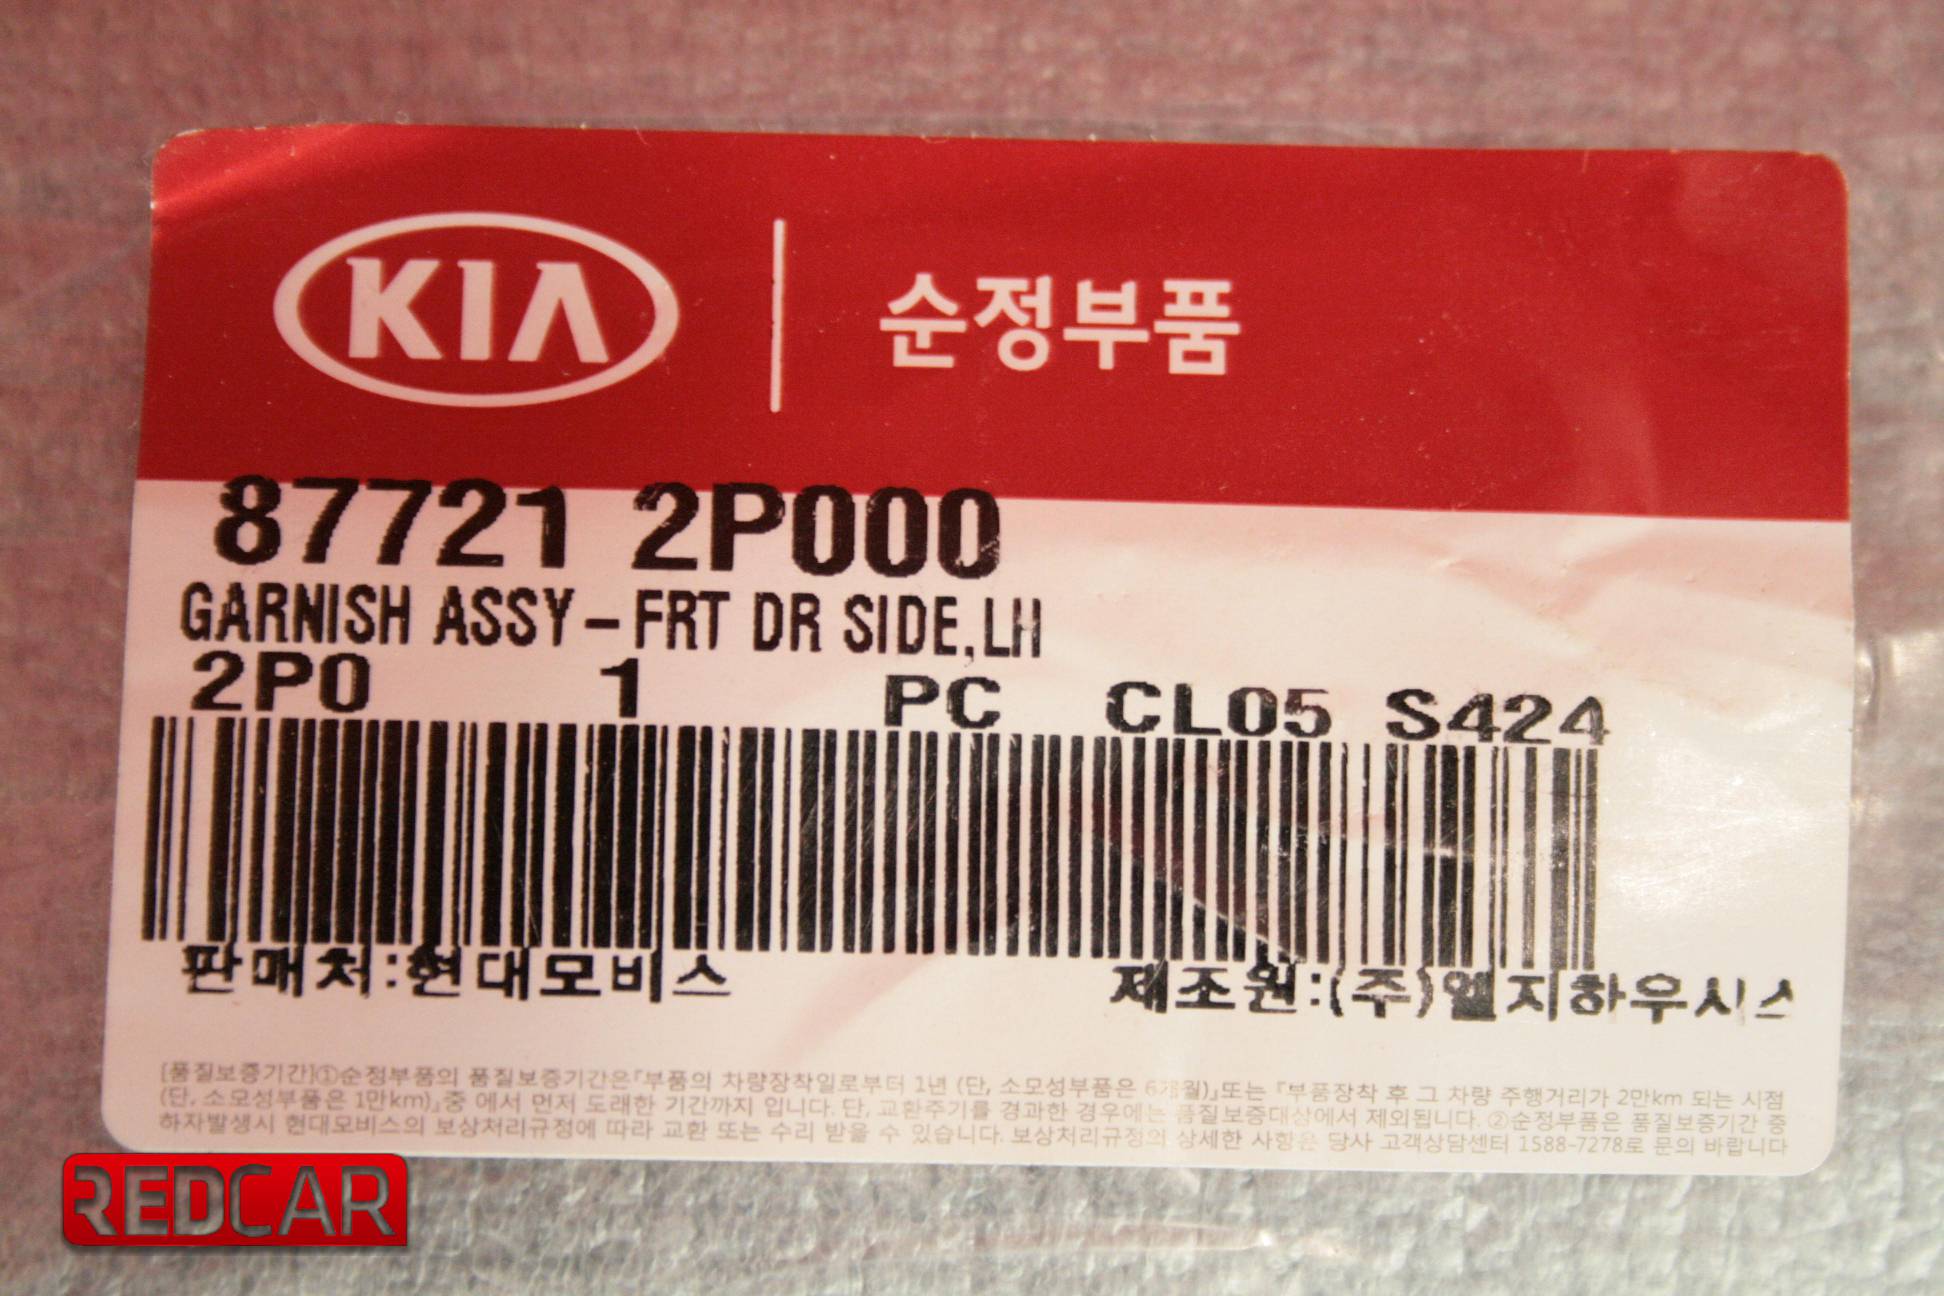 KIA 순정부품
87721 2P000
GARNISH ASSY-FRT DR SIDE,LH
2P0 1 PC CL05 S424
판매처:현대모비스 제조원:(주)엘지하우시스
[품질보증기간]①순정부품의 품질보증기간은『부품의 차량장착일로부터 1년 (단, 소모성부품은 6개월)』또는 『부품장착 후 그 차량 주행거리가 2만km 되는 시점
(단, 소모성부품은 1만km)』중 에서 먼저 도래한 기간까지 입니다. 단, 교환주기를 경과한 경우에는 품질보증대상에서 제외됩니다. ②순정부품은 품질보증기간 중
하자발생시 현대모비스의 보상처리규정에 따라 교환 또는 수리 받을 수 있습니다. 보상처리규정의 상세한 사항은 당사 고객상담센터 1588-7278로 문의 바랍니다
REDCAR